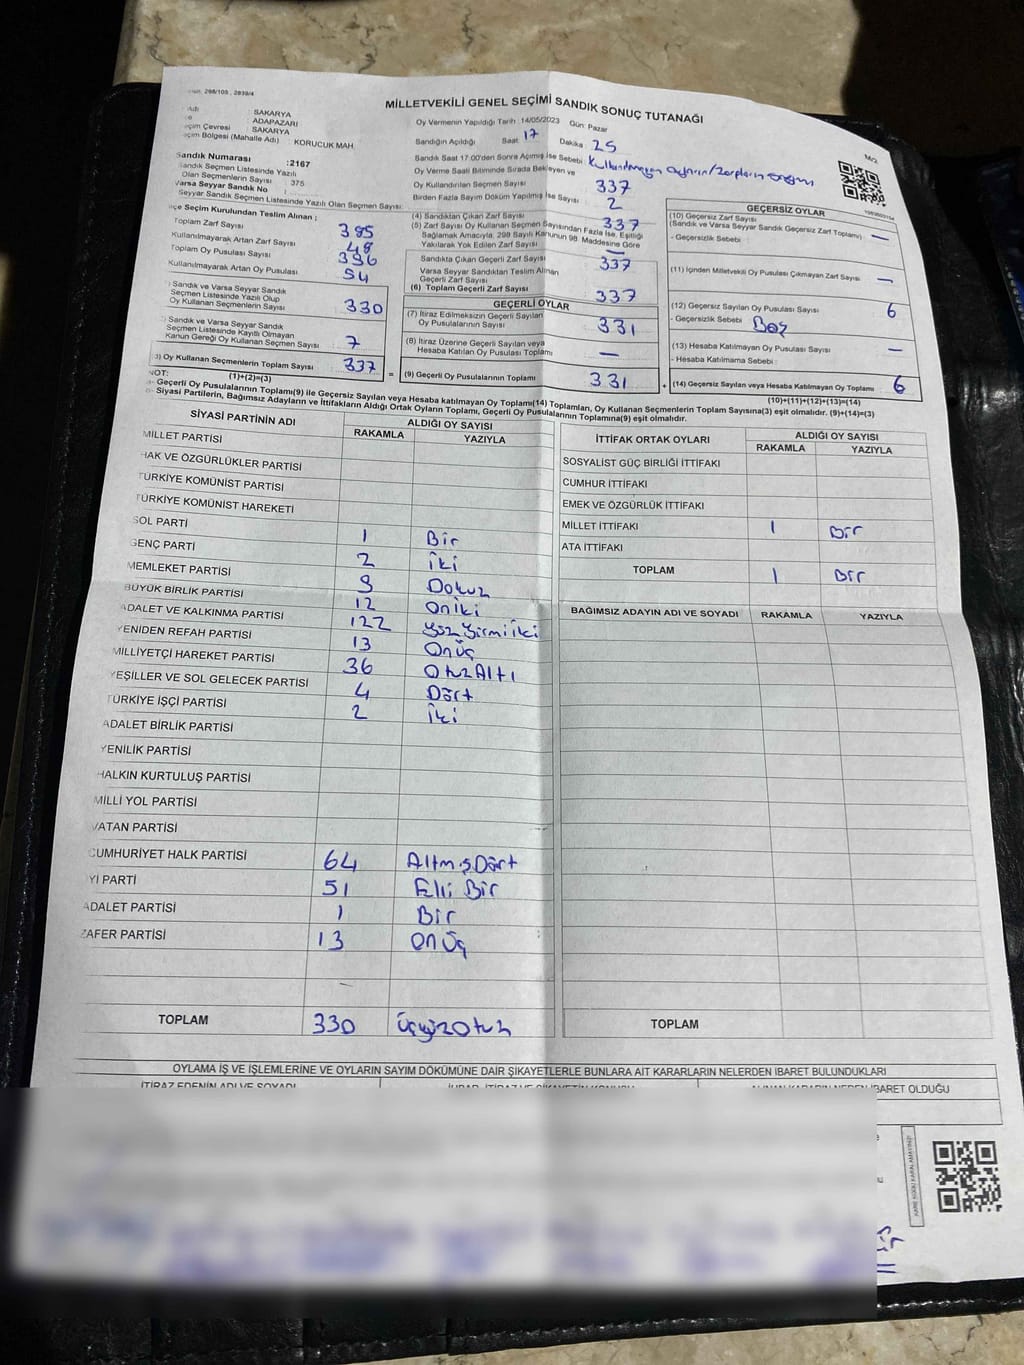 298/105 , 2839/4
MİLLETVEKİLİ GENEL SEÇİMİ SANDIK SONUÇ TUTANAĞI
: SAKARYA
: ADAPAZARI
Seçim Çevresi : SAKARYA
Seçim Bölgesi (Mahalle Adı) : KORUCUK MAH.
Oy Vermenin Yapıldığı Tarih : 14/05/2023 Gün: Pazar
Sandığın Açıldığı Saat 17 Dakika : 25
Sandık Numarası : 2167
Sandık Seçmen Listesinde Yazılı
Olan Seçmenlerin Sayısı : 375
Varsa Seyyar Sandık No :
Seyyar Sandık Seçmen Listesinde Yazılı Olan Seçmen Sayısı:
Sandık Saat 17:00'den Sonra Açılmış İse Sebebi : Kullanılmayan
Oy Verme Saati Bitiminde Sırada Bekleyen ve
Oy Kullandırılan Seçmen Sayısı 337
Birden Fazla Sayım Döküm Yapılmış İse Sayısı : 2
İlçe Seçim Kurulundan Teslim Alınan ;
Toplam Zarf Sayısı 385
Kullanılmayarak Artan Zarf Sayısı 48
Toplam Oy Pusulası Sayısı
Kullanılmayarak Artan Oy Pusulası 54
Sandık ve Varsa Seyyar Sandık
Seçmen Listesinde Yazılı Olup
Oy Kullanan Seçmenlerin Sayısı 330
Sandık ve Varsa Seyyar Sandık
Seçmen Listesinde Kayıtlı Olmayan
Kanun Gereği Oy Kullanan Seçmen Sayısı 7
3) Oy Kullanan Seçmenlerin Toplam Sayısı 337
(1)+(2)=(3)
(4) Sandıktan Çıkan Zarf Sayısı 337
(5) Zarf Sayısı Oy Kullanan Seçmen Sayısından Fazla İse, Eşitliği
Sağlamak Amacıyla, 298 Sayılı Kanunun 98. Maddesine Göre
Yakılarak Yok Edilen Zarf Sayısı —
Sandıkta Çıkan Geçerli Zarf Sayısı 337
Varsa Seyyar Sandıktan Teslim Alınan
Geçerli Zarf Sayısı
(6) Toplam Geçerli Zarf Sayısı 337
GEÇERLİ OYLAR
(7) İtiraz Edilmeksizin Geçerli Sayılan
Oy Pusulalarının Sayısı 331
(8) İtiraz Üzerine Geçerli Sayılan veya
Hesaba Katılan Oy Pusulası Toplamı —
= (9) Geçerli Oy Pusulalarının Toplamı 331
GEÇERSİZ OYLAR
(10) Geçersiz Zarf Sayısı
(Sandık ve Varsa Seyyar Sandık Geçersiz Zarf Toplamı) —
- Geçersizlik Sebebi :
(11) İçinden Milletvekili Oy Pusulası Çıkmayan Zarf Sayısı —
(12) Geçersiz Sayılan Oy Pusulası Sayısı 6
- Geçersizlik Sebebi Boş
(13) Hesaba Katılmayan Oy Pusulası Sayısı —
- Hesaba Katılmama Sebebi :
+ (14) Geçersiz Sayılan veya Hesaba Katılmayan Oy Toplamı 6
(10)+(11)+(12)+(13)=(14)
NOT:
a- Geçerli Oy Pusulalarının Toplamı(9) ile Geçersiz Sayılan veya Hesaba katılmayan Oy Toplamı(14) Toplamları, Oy Kullanan Seçmenlerin Toplam Sayısına(3) eşit olmalıdır. (9)+(14)=(3)
b- Siyasi Partilerin, Bağımsız Adayların ve İttifakların Aldığı Ortak Oyların Toplamı, Geçerli Oy Pusulalarının Toplamına(9) eşit olmalıdır.
SİYASİ PARTİNİN ADI ALDIĞI OY SAYISI
RAKAMLA YAZIYLA
MİLLET PARTİSİ
HAK VE ÖZGÜRLÜKLER PARTİSİ
TÜRKİYE KOMÜNİST PARTİSİ
TÜRKİYE KOMÜNİST HAREKETİ
SOL PARTİ 1 Bir
GENÇ PARTİ 2 İki
MEMLEKET PARTİSİ 9 Dokuz
BÜYÜK BİRLİK PARTİSİ 12 Oniki
ADALET VE KALKINMA PARTİSİ 122 Yüzyirmiiki
YENİDEN REFAH PARTİSİ 13 Onüç
MİLLİYETÇİ HAREKET PARTİSİ 36 OtuzAltı
YEŞİLLER VE SOL GELECEK PARTİSİ 4 Dört
TÜRKİYE İŞÇİ PARTİSİ 2 İki
ADALET BİRLİK PARTİSİ
YENİLİK PARTİSİ
HALKIN KURTULUŞ PARTİSİ
MİLLİ YOL PARTİSİ
VATAN PARTİSİ
CUMHURİYET HALK PARTİSİ 64 AltmışDört
İYİ PARTİ 51 Elli Bir
ADALET PARTİSİ 1 Bir
ZAFER PARTİSİ 13 Onüç
TOPLAM 330 ÜçyüzOtuz
İTTİFAK ORTAK OYLARI ALDIĞI OY SAYISI
RAKAMLA YAZIYLA
SOSYALİST GÜÇ BİRLİĞİ İTTİFAKI
CUMHUR İTTİFAKI
EMEK VE ÖZGÜRLÜK İTTİFAKI
MİLLET İTTİFAKI 1 Bir
ATA İTTİFAKI
TOPLAM 1 Bir
BAĞIMSIZ ADAYIN ADI VE SOYADI RAKAMLA YAZIYLA
TOPLAM
OYLAMA İŞ VE İŞLEMLERİNE VE OYLARIN SAYIM DÖKÜMÜNE DAİR ŞİKAYETLERLE BUNLARA AİT KARARLARIN NELERDEN İBARET BULUNDUKLARI
İTİRAZ EDENİN ADI VE SOYADI
İBARET OLDUĞU
KARE KODU KARALAMAYINIZ!